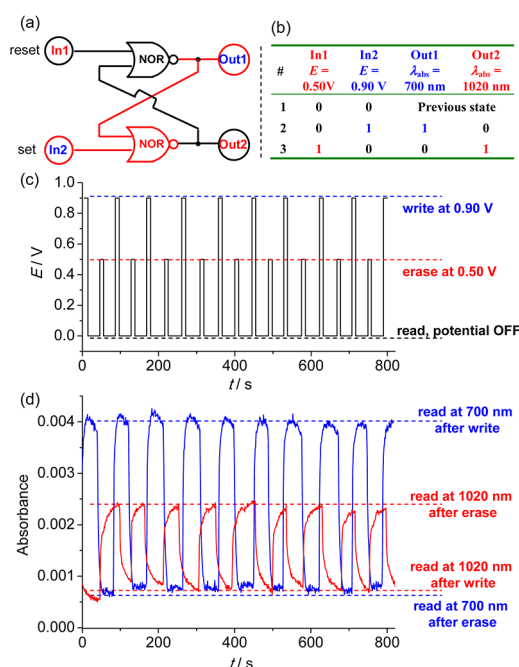 (a)
reset In1 NOR Out1
set In2 NOR Out2
(b)
In1 In2 Out1 Out2
# E = E = λabs = λabs =
0.50V 0.90 V 700 nm 1020 nm
1 0 0 Previous state
2 0 1 1 0
3 1 0 0 1
(c)
1.0
0.8
0.6
0.4
0.2
0.0
E / V
write at 0.90 V
erase at 0.50 V
read, potential OFF
0 200 400 600 800
t / s
(d)
0.004
0.003
0.002
0.001
0.000
Absorbance
read at 700 nm
after write
read at 1020 nm
after erase
read at 1020 nm
after write
read at 700 nm
after erase
0 200 400 600 800
t / s